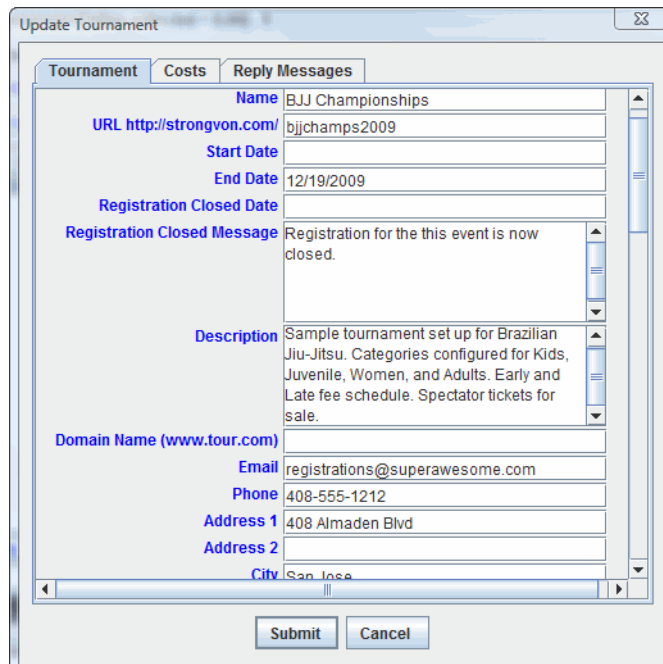 Update Tournament
Tournament Costs Reply Messages
Name BJJ Championships
URL http://strongvon.com/ bjjchamps2009
Start Date
End Date 12/19/2009
Registration Closed Date
Registration Closed Message Registration for the this event is now
closed.
Description Sample tournament set up for Brazilian
Jiu-Jitsu. Categories configured for Kids,
Juvenile, Women, and Adults. Early and
Late fee schedule. Spectator tickets for
sale.
Domain Name (www.tour.com)
Email registrations@superawesome.com
Phone 408-555-1212
Address 1 408 Almaden Blvd
Address 2
City San Jose
Submit Cancel